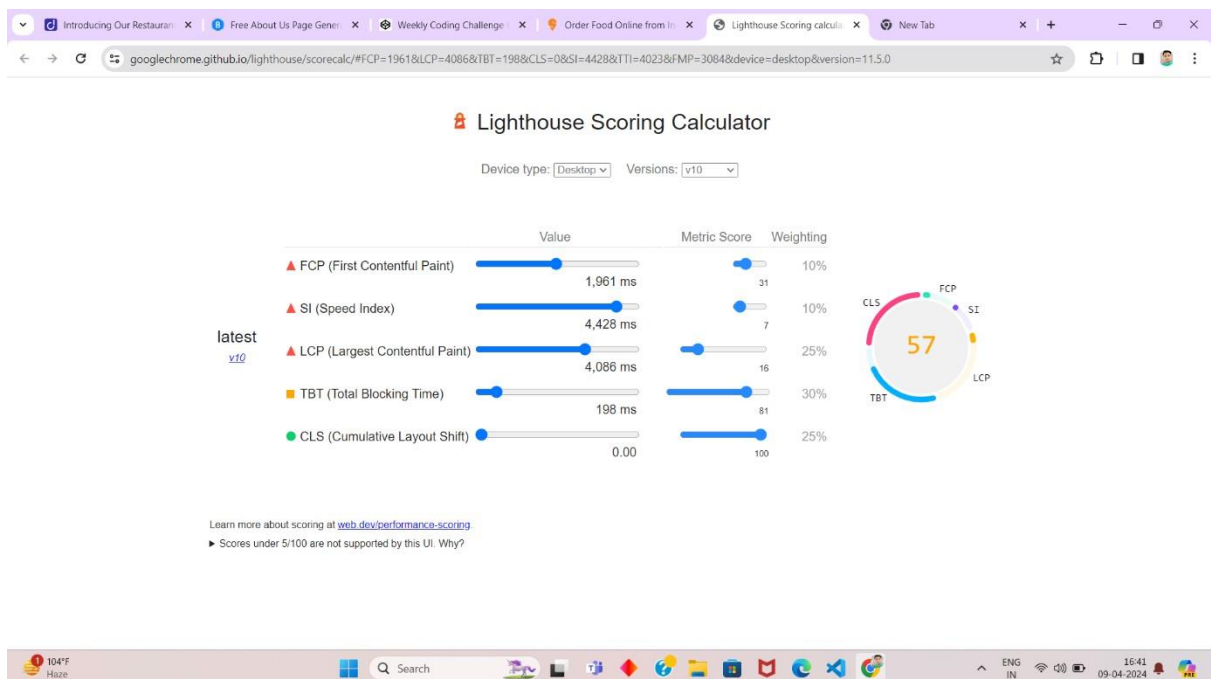 Introducing Our Restauran
Free About Us Page Gener
Weekly Coding Challenge
Order Food Online from In
Lighthouse Scoring calcula
New Tab
googlechrome.github.io/lighthouse/scorecalc/#FCP=1961&LCP=4086&TBT=198&CLS=0&SI=4428&TTI=4023&FMP=3084&device=desktop&version=11.5.0
Lighthouse Scoring Calculator
Device type: Desktop Versions: v10
Value Metric Score Weighting
FCP (First Contentful Paint) 10%
1,961 ms 31
SI (Speed Index) 10%
4,428 ms 7
latest
v10
LCP (Largest Contentful Paint) 25%
4,086 ms 16
TBT (Total Blocking Time) 30%
198 ms 81
CLS (Cumulative Layout Shift) 25%
0.00 100
CLS
FCP
SI
57
LCP
TBT
Learn more about scoring at web.dev/performance-scoring.
▶ Scores under 5/100 are not supported by this UI. Why?
1
104°F
Haze
Search
ENG
IN
16:41
09-04-2024
PRE